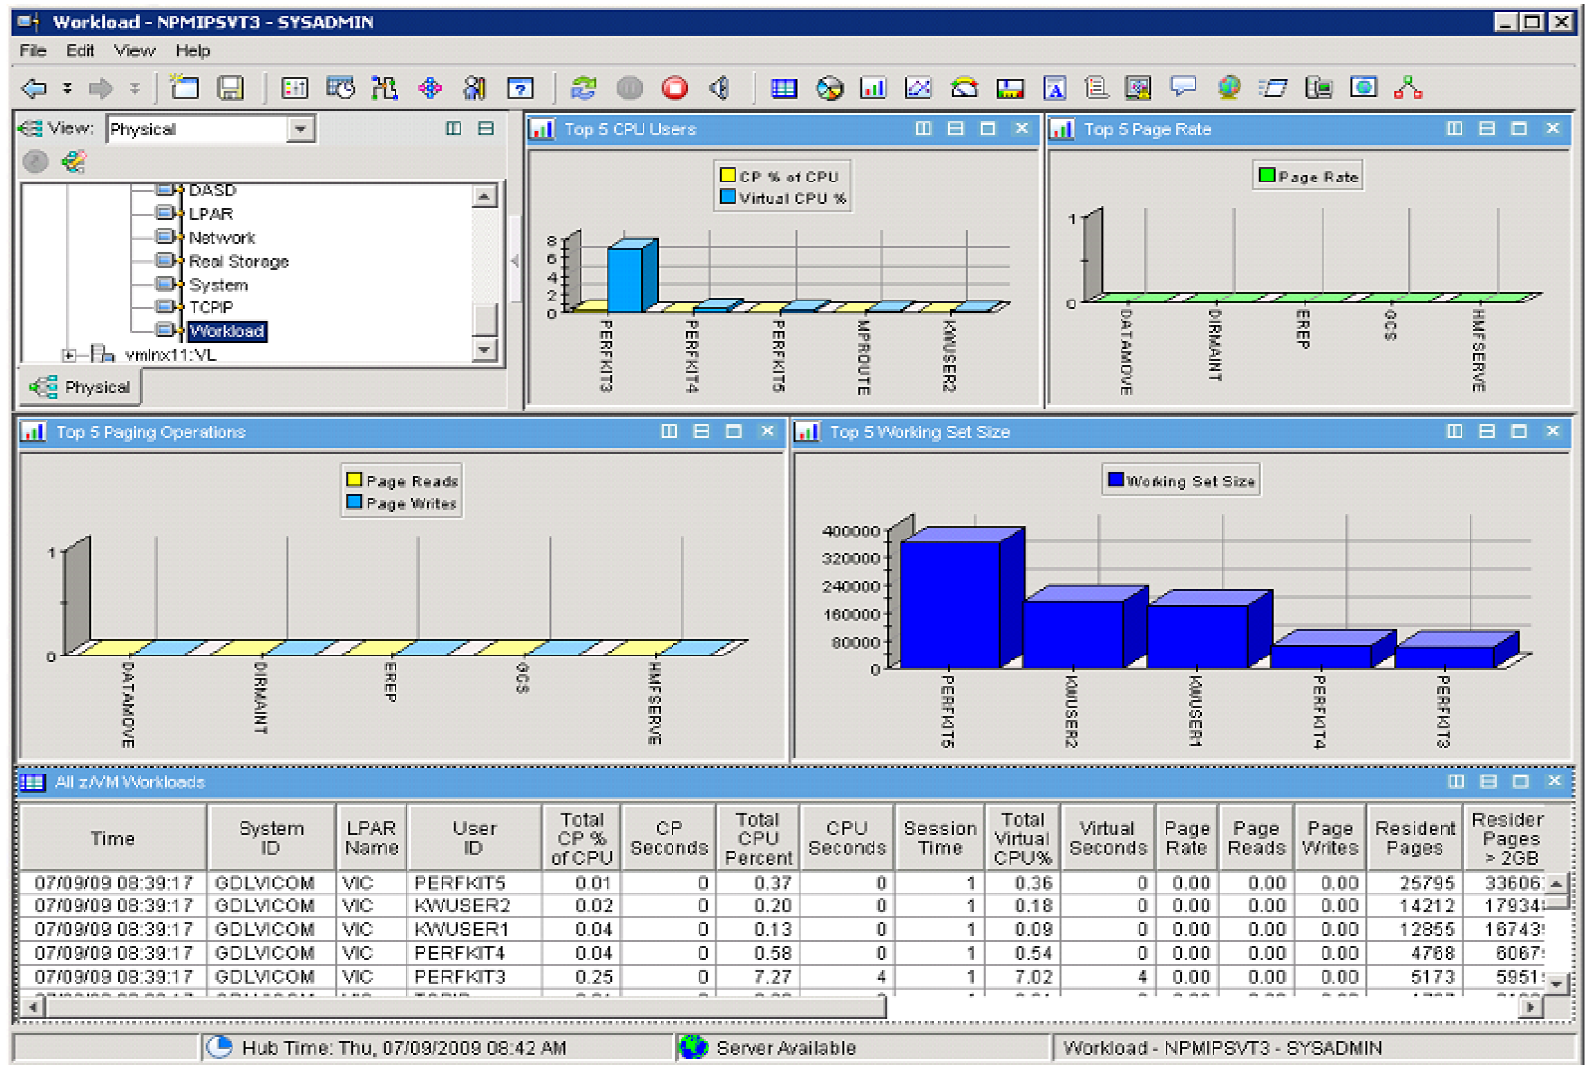 Workload - NPMIPSVT3 - SYSADMIN
File Edit View Help
View: Physical
DASD
LPAR
Network
Real Storage
System
TCPIP
Workload
vmlnx11:VL
Physical
Top 5 CPU Users
CP % of CPU
Virtual CPU %
8
6
4
2
0
PERFKIT3
PERFKIT4
PERFKIT5
MPROUTE
KWUSER2
Top 5 Page Rate
Page Rate
1
0
DATAMOVE
DIRMAINT
EREP
GCS
HMFSERVE
Top 5 Paging Operations
Page Reads
Page Writes
1
0
DATAMOVE
DIRMAINT
EREP
GCS
HMFSERVE
Top 5 Working Set Size
Working Set Size
400000
320000
240000
160000
80000
0
PERFKIT5
KWUSER2
KWUSER1
PERFKIT4
PERFKIT3
All z/VM Workloads
Time System ID LPAR Name User ID Total CP % of CPU CP Seconds Total CPU Percent CPU Seconds Session Time Total Virtual CPU% Virtual Seconds Page Rate Page Reads Page Writes Resident Pages Pages > 2GB
07/09/09 08:39:17 GDLVICOM VIC PERFKIT5 0.01 0 0.37 0 1 0.36 0 0.00 0.00 0.00 25795 33606
07/09/09 08:39:17 GDLVICOM VIC KWUSER2 0.02 0 0.20 0 1 0.18 0 0.00 0.00 0.00 14212 17934
07/09/09 08:39:17 GDLVICOM VIC KWUSER1 0.04 0 0.13 0 1 0.09 0 0.00 0.00 0.00 12855 16743
07/09/09 08:39:17 GDLVICOM VIC PERFKIT4 0.04 0 0.58 0 1 0.54 0 0.00 0.00 0.00 4768 6067
07/09/09 08:39:17 GDLVICOM VIC PERFKIT3 0.25 0 7.27 4 1 7.02 4 0.00 0.00 0.00 5173 5951
Hub Time: Thu, 07/09/2009 08:42 AM
Server Available
Workload - NPMIPSVT3 - SYSADMIN